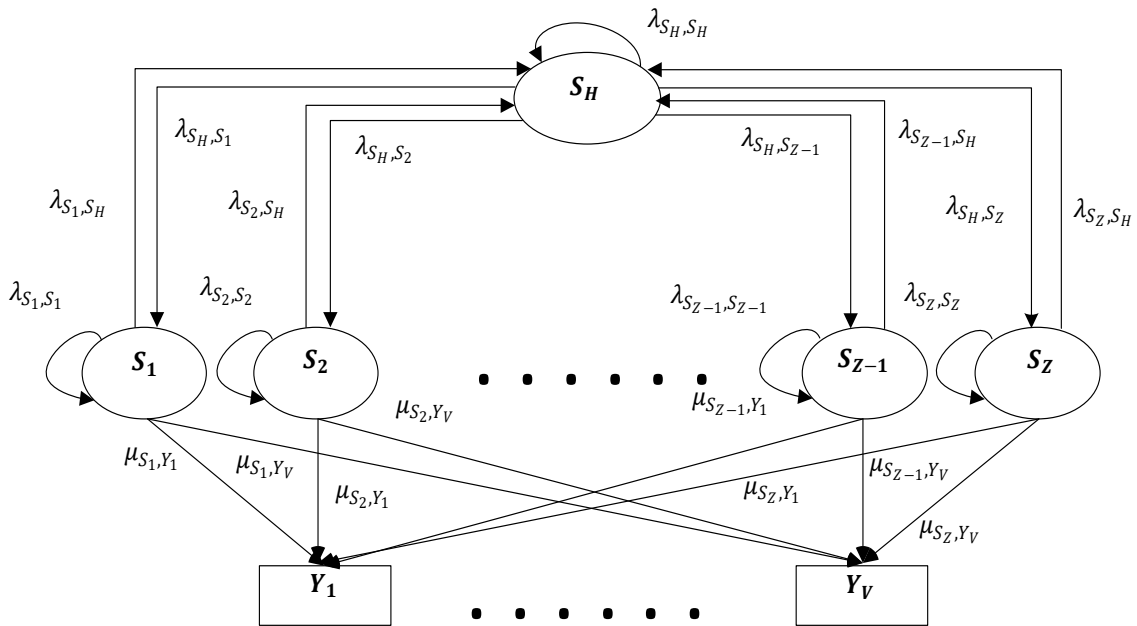 λ_{S_H,S_H}
S_H
λ_{S_H,S_1}
λ_{S_H,S_2}
λ_{S_H,S_{Z−1}}
λ_{S_{Z−1},S_H}
λ_{S_1,S_H}
λ_{S_2,S_H}
λ_{S_H,S_Z}
λ_{S_Z,S_H}
λ_{S_1,S_1}
λ_{S_2,S_2}
λ_{S_{Z−1},S_{Z−1}}
λ_{S_Z,S_Z}
S_1
S_2
S_{Z−1}
S_Z
. . . . . .
μ_{S_2,Y_V}
μ_{S_{Z−1},Y_1}
μ_{S_1,Y_1}
μ_{S_1,Y_V}
μ_{S_2,Y_1}
μ_{S_Z,Y_1}
μ_{S_{Z−1},Y_V}
μ_{S_Z,Y_V}
Y_1
Y_V
. . . . . .